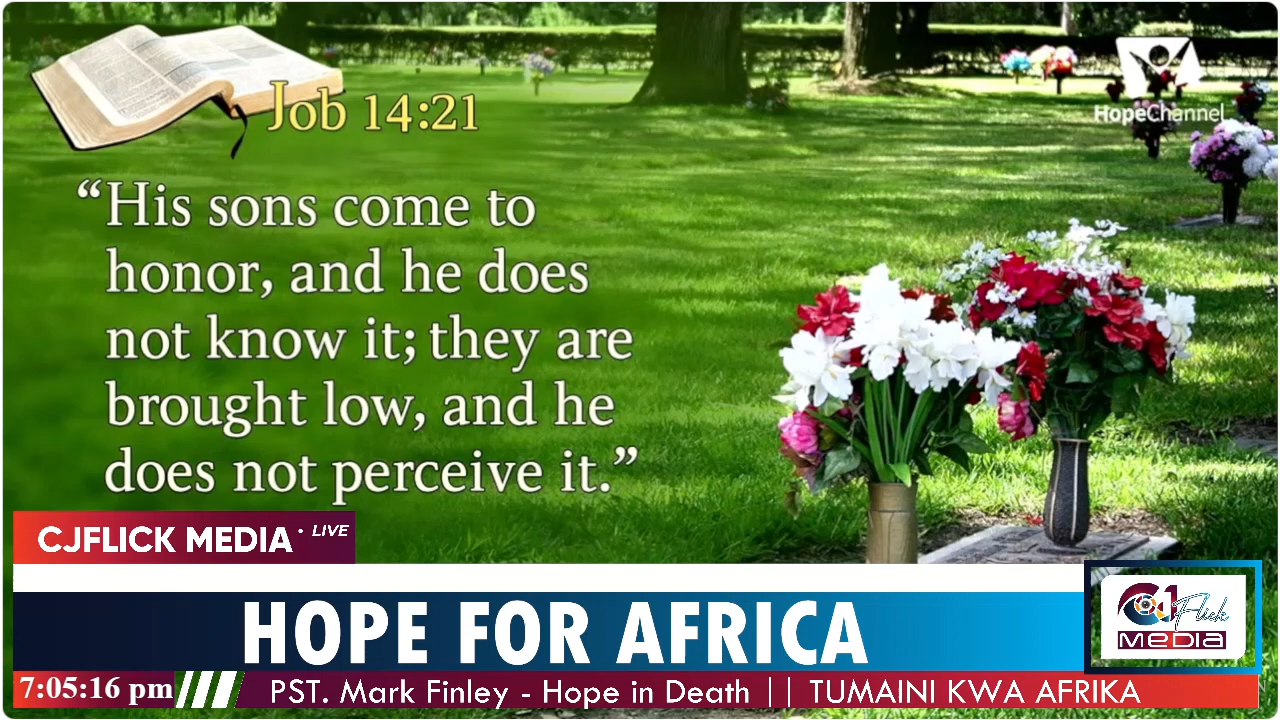 Job 14:21
HopeChannel
“His sons come to
honor, and he does
not know it; they are
brought low, and he
does not perceive it.”
CJFLICK MEDIA • LIVE
HOPE FOR AFRICA
Flick
MEDIA
7:05:16 pm
PST. Mark Finley - Hope in Death || TUMAINI KWA AFRIKA